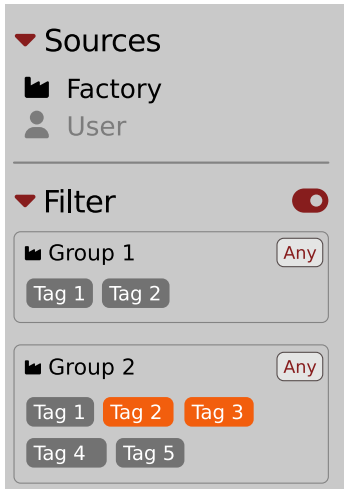 Sources
Factory
User
Filter
Group 1 Any
Tag 1 Tag 2
Group 2 Any
Tag 1 Tag 2 Tag 3
Tag 4 Tag 5